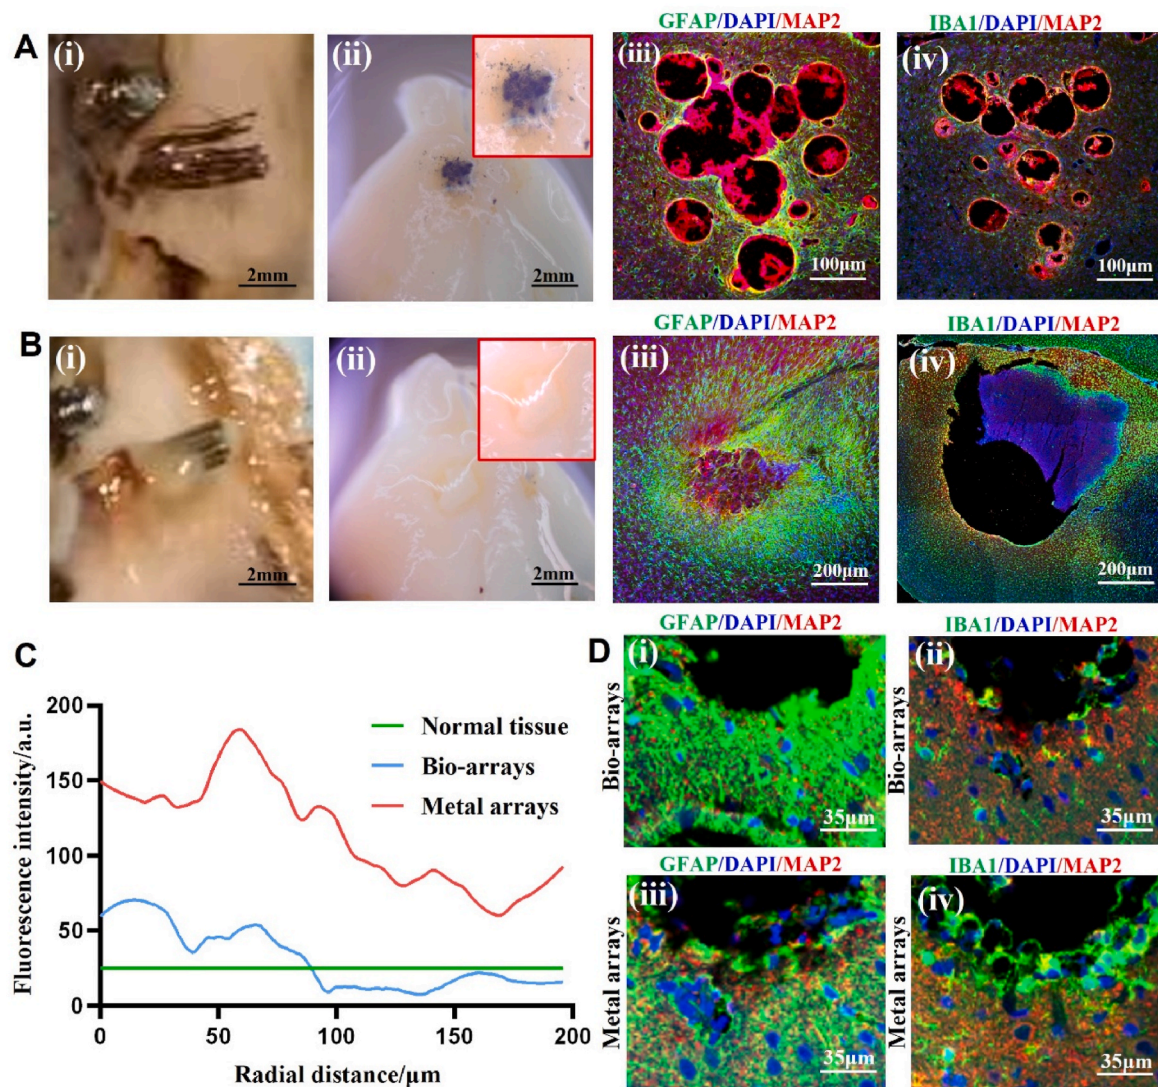 A
(i)
2mm
(ii)
2mm
GFAP/DAPI/MAP2
(iii)
100μm
IBA1/DAPI/MAP2
(iv)
100μm
B
(i)
2mm
(ii)
2mm
GFAP/DAPI/MAP2
(iii)
200μm
IBA1/DAPI/MAP2
(iv)
200μm
C
Fluorescence intensity/a.u.
200
150
100
50
0
Normal tissue
Bio-arrays
Metal arrays
0
50
100
150
200
Radial distance/μm
D
GFAP/DAPI/MAP2
Bio-arrays
(i)
35μm
IBA1/DAPI/MAP2
Bio-arrays
(ii)
35μm
GFAP/DAPI/MAP2
Metal arrays
(iii)
35μm
IBA1/DAPI/MAP2
Metal arrays
(iv)
35μm